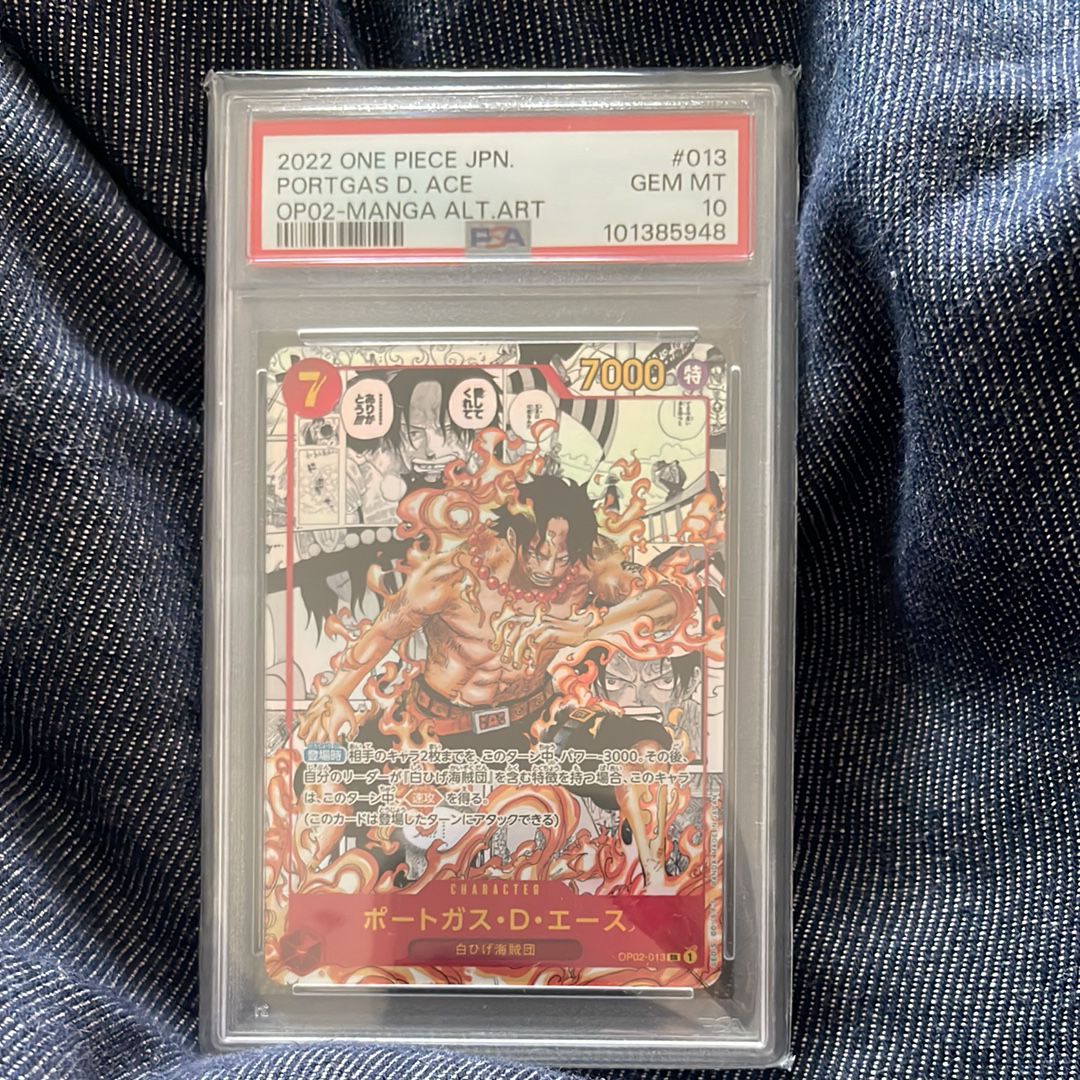 2022 ONE PIECE JPN.
#013
PORTGAS D. ACE
GEM MT
OP02-MANGA ALT.ART
10
PSA
101385948
7
7000
特
愛して
くれて
………
ありが
とう!!!
登場時 相手のキャラ2枚までを、このターン中、パワー-3000。その後、
自分のリーダーが『白ひげ海賊団』を含む特徴を持つ場合、このキャラ
は、このターン中、速攻を得る。
(このカードは登場したターンにアタックできる)
CHARACTER
ポートガス・D・エース
白ひげ海賊団
OP02-013 SR 1